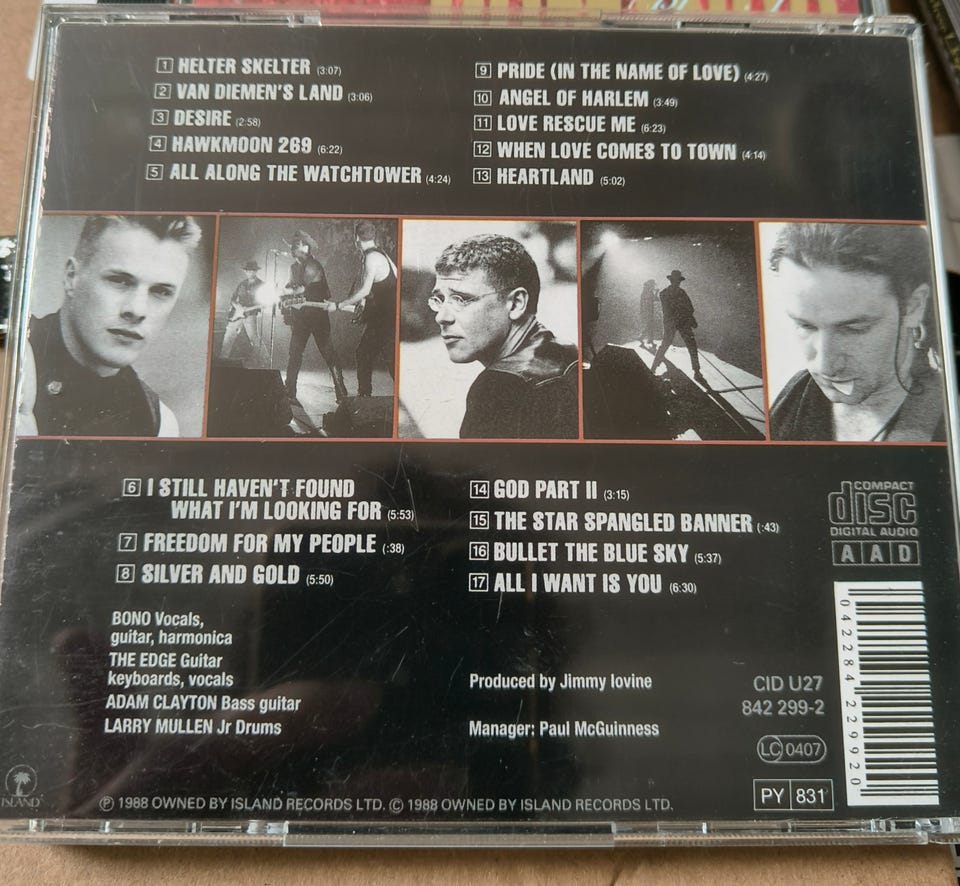 1 HELTER SKELTER (3:07)
2 VAN DIEMEN'S LAND (3:06)
3 DESIRE (2:58)
4 HAWKMOON 269 (6:22)
5 ALL ALONG THE WATCHTOWER (4:24)
9 PRIDE (IN THE NAME OF LOVE) (4:27)
10 ANGEL OF HARLEM (3:49)
11 LOVE RESCUE ME (6:23)
12 WHEN LOVE COMES TO TOWN (4:14)
13 HEARTLAND (5:02)
6 I STILL HAVEN'T FOUND
WHAT I'M LOOKING FOR (5:53)
7 FREEDOM FOR MY PEOPLE (:38)
8 SILVER AND GOLD (5:50)
14 GOD PART II (3:15)
15 THE STAR SPANGLED BANNER (:43)
16 BULLET THE BLUE SKY (5:37)
17 ALL I WANT IS YOU (6:30)
COMPACT
disc
DIGITAL AUDIO
A A D
BONO Vocals,
guitar, harmonica
THE EDGE Guitar
keyboards, vocals
ADAM CLAYTON Bass guitar
LARRY MULLEN Jr Drums
Produced by Jimmy Iovine
Manager: Paul McGuinness
CID U27
842 299-2
LC 0407
PY 831
0 42284 22992 0
ISLAND
℗ 1988 OWNED BY ISLAND RECORDS LTD. © 1988 OWNED BY ISLAND RECORDS LTD.